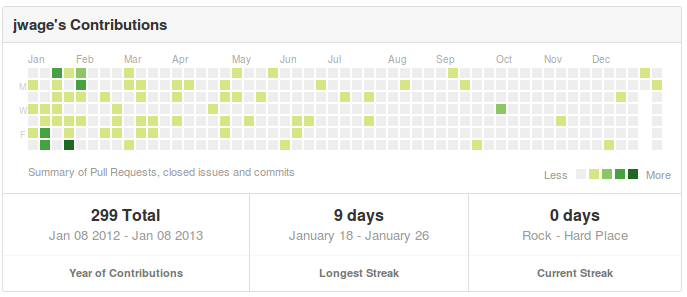 jwage's Contributions
Jan Feb Mar Apr May Jun Jul Aug Sep Oct Nov Dec
M
W
F
Summary of Pull Requests, closed issues and commits
Less More
299 Total 9 days 0 days
Jan 08 2012 - Jan 08 2013 January 18 - January 26 Rock - Hard Place
Year of Contributions Longest Streak Current Streak